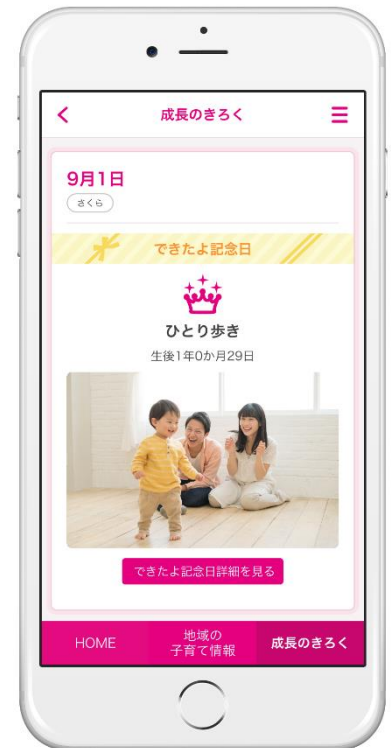 成長のきろく
9月1日
さくら
できたよ記念日
ひとり歩き
生後1年0か月29日
できたよ記念日詳細を見る
HOME
地域の
子育て情報
成長のきろく